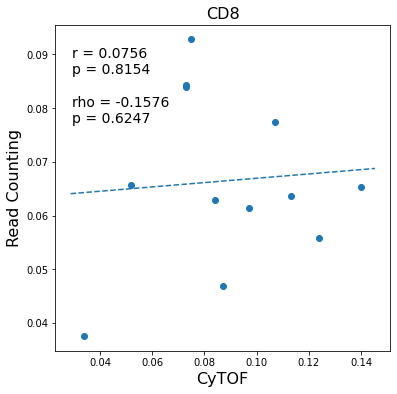 CD8
r = 0.0756
p = 0.8154
rho = -0.1576
p = 0.6247
Read Counting
0.09
0.08
0.07
0.06
0.05
0.04
0.04
0.06
0.08
0.10
0.12
0.14
CyTOF